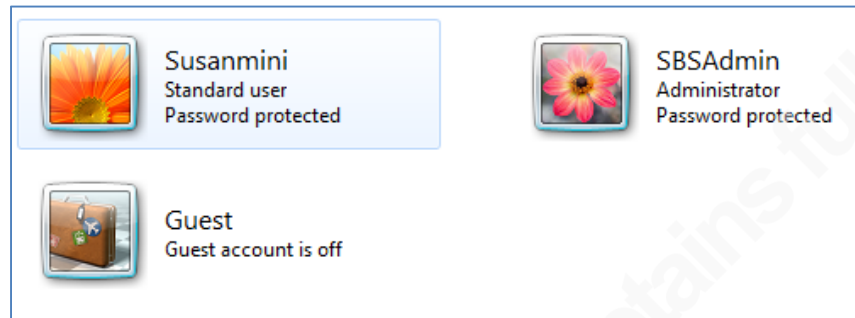 Susanmini
Standard user
Password protected
SBSAdmin
Administrator
Password protected
Guest
Guest account is off